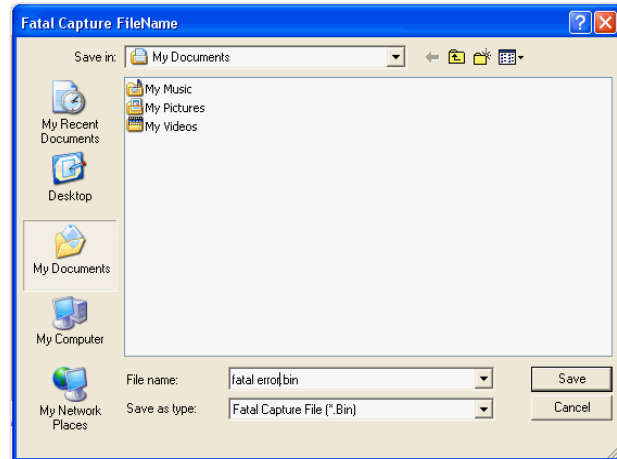 Fatal Capture FileName
Save in: My Documents
My Music
My Pictures
My Videos
My Recent
Documents
Desktop
My Documents
My Computer
My Network
Places
File name: fatal error.bin Save
Save as type: Fatal Capture File (*.Bin) Cancel